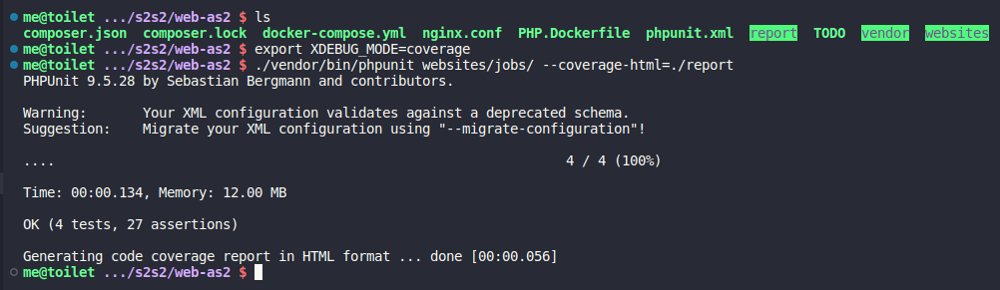 me@toilet .../s2s2/web-as2 $ ls
composer.json composer.lock docker-compose.yml nginx.conf PHP.Dockerfile phpunit.xml report TODO vendor websites
me@toilet .../s2s2/web-as2 $ export XDEBUG_MODE=coverage
me@toilet .../s2s2/web-as2 $ ./vendor/bin/phpunit websites/jobs/ --coverage-html=./report
PHPUnit 9.5.28 by Sebastian Bergmann and contributors.
Warning: Your XML configuration validates against a deprecated schema.
Suggestion: Migrate your XML configuration using "--migrate-configuration"!
.... 4 / 4 (100%)
Time: 00:00.134, Memory: 12.00 MB
OK (4 tests, 27 assertions)
Generating code coverage report in HTML format ... done [00:00.056]
me@toilet .../s2s2/web-as2 $